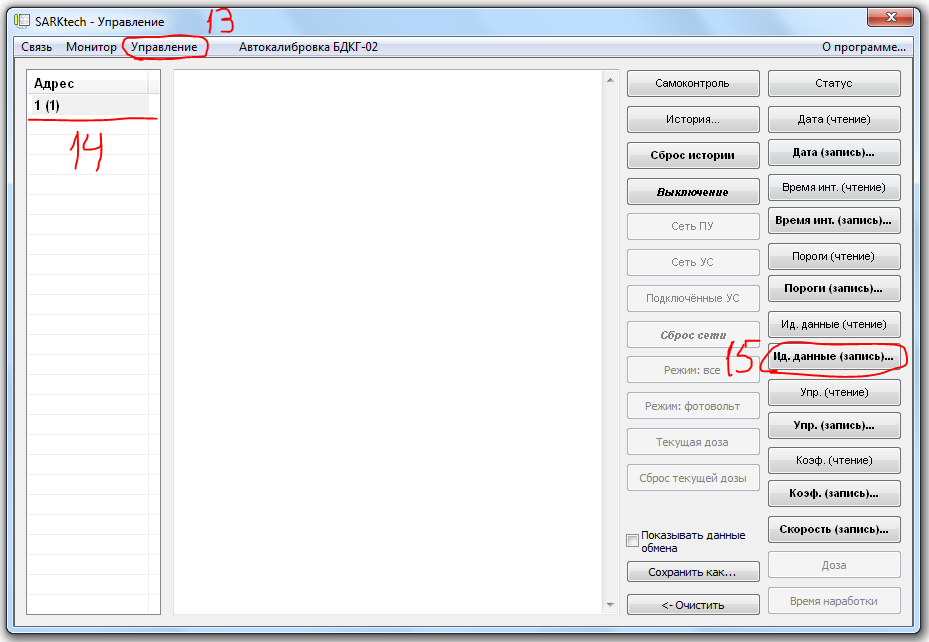 SARKtech - Управление
13
Связь Монитор Управление Автокалибровка БДКГ-02 О программе...
Адрес
1 (1)
14
Самоконтроль
История...
Сброс истории
Выключение
Сеть ПУ
Сеть УС
Подключённые УС
Сброс сети
Режим: все
Режим: фотовольт
Текущая доза
Сброс текущей дозы
Показывать данные
обмена
Сохранить как...
<- Очистить
Статус
Дата (чтение)
Дата (запись)...
Время инт. (чтение)
Время инт. (запись)...
Пороги (чтение)
Пороги (запись)...
Ид. данные (чтение)
15
Ид. данные (запись)...
Упр. (чтение)
Упр. (запись)...
Коэф. (чтение)
Коэф. (запись)...
Скорость (запись)...
Доза
Время наработки